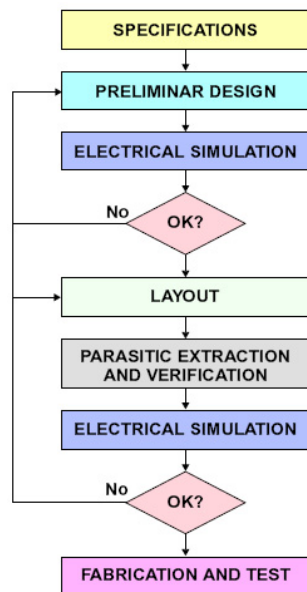 SPECIFICATIONS
PRELIMINAR DESIGN
ELECTRICAL SIMULATION
No
OK?
LAYOUT
PARASITIC EXTRACTION
AND VERIFICATION
ELECTRICAL SIMULATION
No
OK?
FABRICATION AND TEST